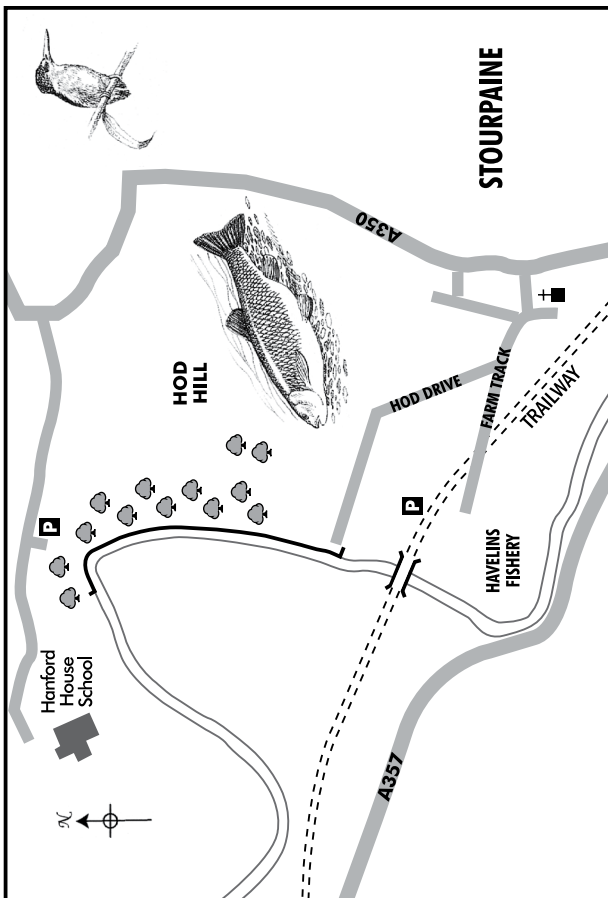 STOURPAINE
A350
HOD
HILL
HOD DRIVE
FARM TRACK
TRAILWAY
P
P
HAVELINS
FISHERY
Hanford
House
School
A357
N